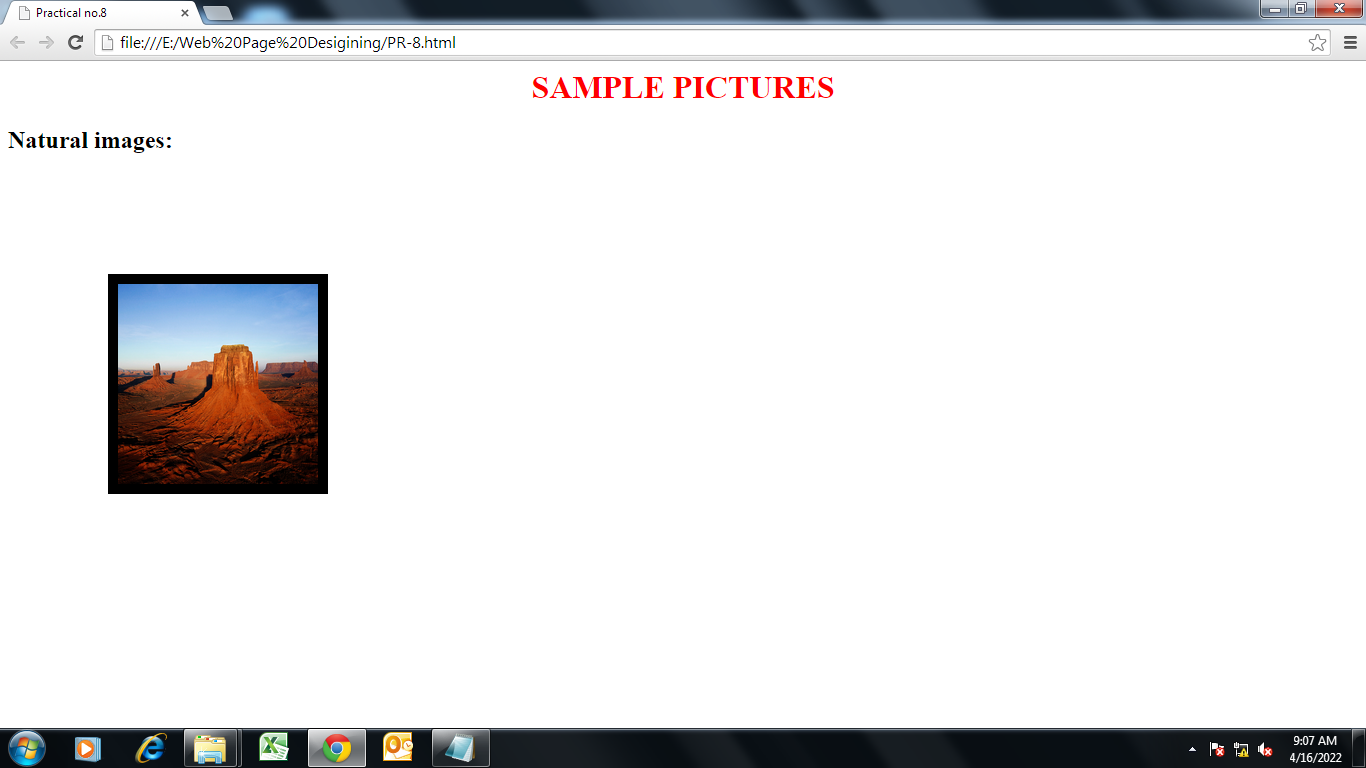 Practical no.8
file:///E:/Web%20Page%20Desigining/PR-8.html
SAMPLE PICTURES
Natural images:
9:07 AM
4/16/2022